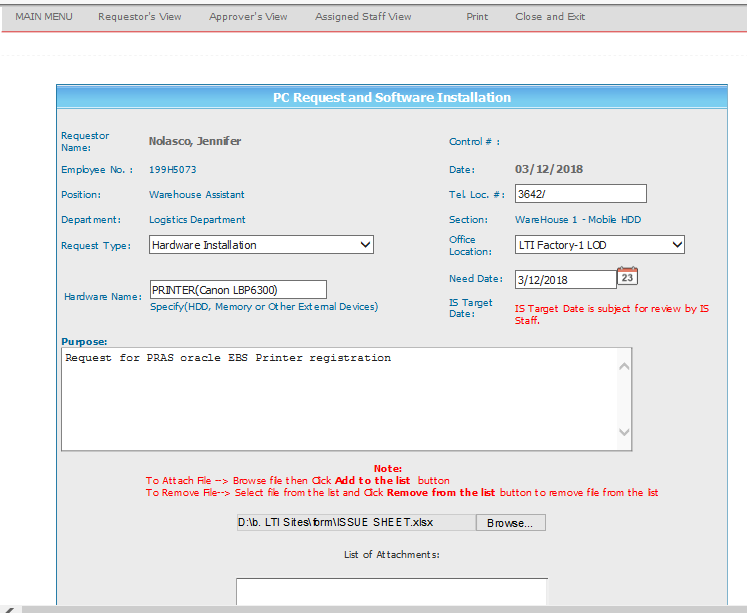 MAIN MENU Requestor's View Approver's View Assigned Staff View Print Close and Exit
PC Request and Software Installation
Requestor Name: Nolasco, Jennifer Control # :
Employee No. : 199H5073 Date: 03/12/2018
Position: Warehouse Assistant Tel. Loc. #: 3642/
Department: Logistics Department Section: WareHouse 1 - Mobile HDD
Request Type: Hardware Installation Office Location: LTI Factory-1 LOD
Need Date: 3/12/2018 23
Hardware Name: PRINTER(Canon LBP6300)
Specify(HDD, Memory or Other External Devices)
IS Target Date: IS Target Date is subject for review by IS Staff.
Purpose:
Request for PRAS oracle EBS Printer registration
Note:
To Attach File --> Browse file then Click Add to the list button
To Remove File--> Select file from the list and Click Remove from the list button to remove file from the list
D:\b. LTI Sites\form\ISSUE SHEET.xlsx Browse...
List of Attachments: